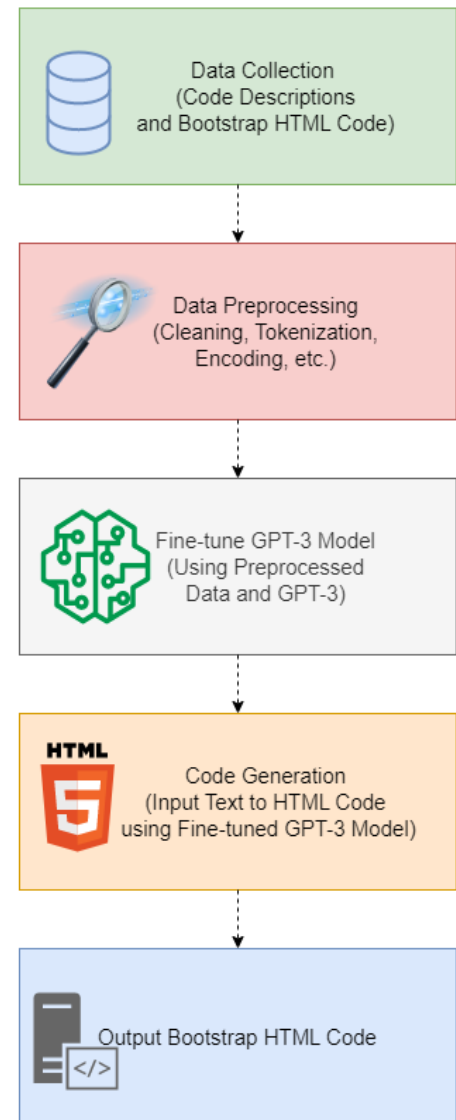 Data Collection
(Code Descriptions
and Bootstrap HTML Code)
Data Preprocessing
(Cleaning, Tokenization,
Encoding, etc.)
Fine-tune GPT-3 Model
(Using Preprocessed
Data and GPT-3)
HTML
5
Code Generation
(Input Text to HTML Code
using Fine-tuned GPT-3 Model)
Output Bootstrap HTML Code
</>